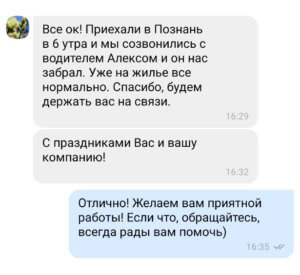 Все ок! Приехали в Познань
в 6 утра и мы созвонились с
водителем Алексом и он нас
забрал. Уже на жилье все
нормально. Спасибо, будем
держать вас на связи.
16:29
С праздниками Вас и вашу
компанию!
16:32
Отлично! Желаем вам приятной
работы! Если что, обращайтесь,
всегда рады вам помочь)
16:35